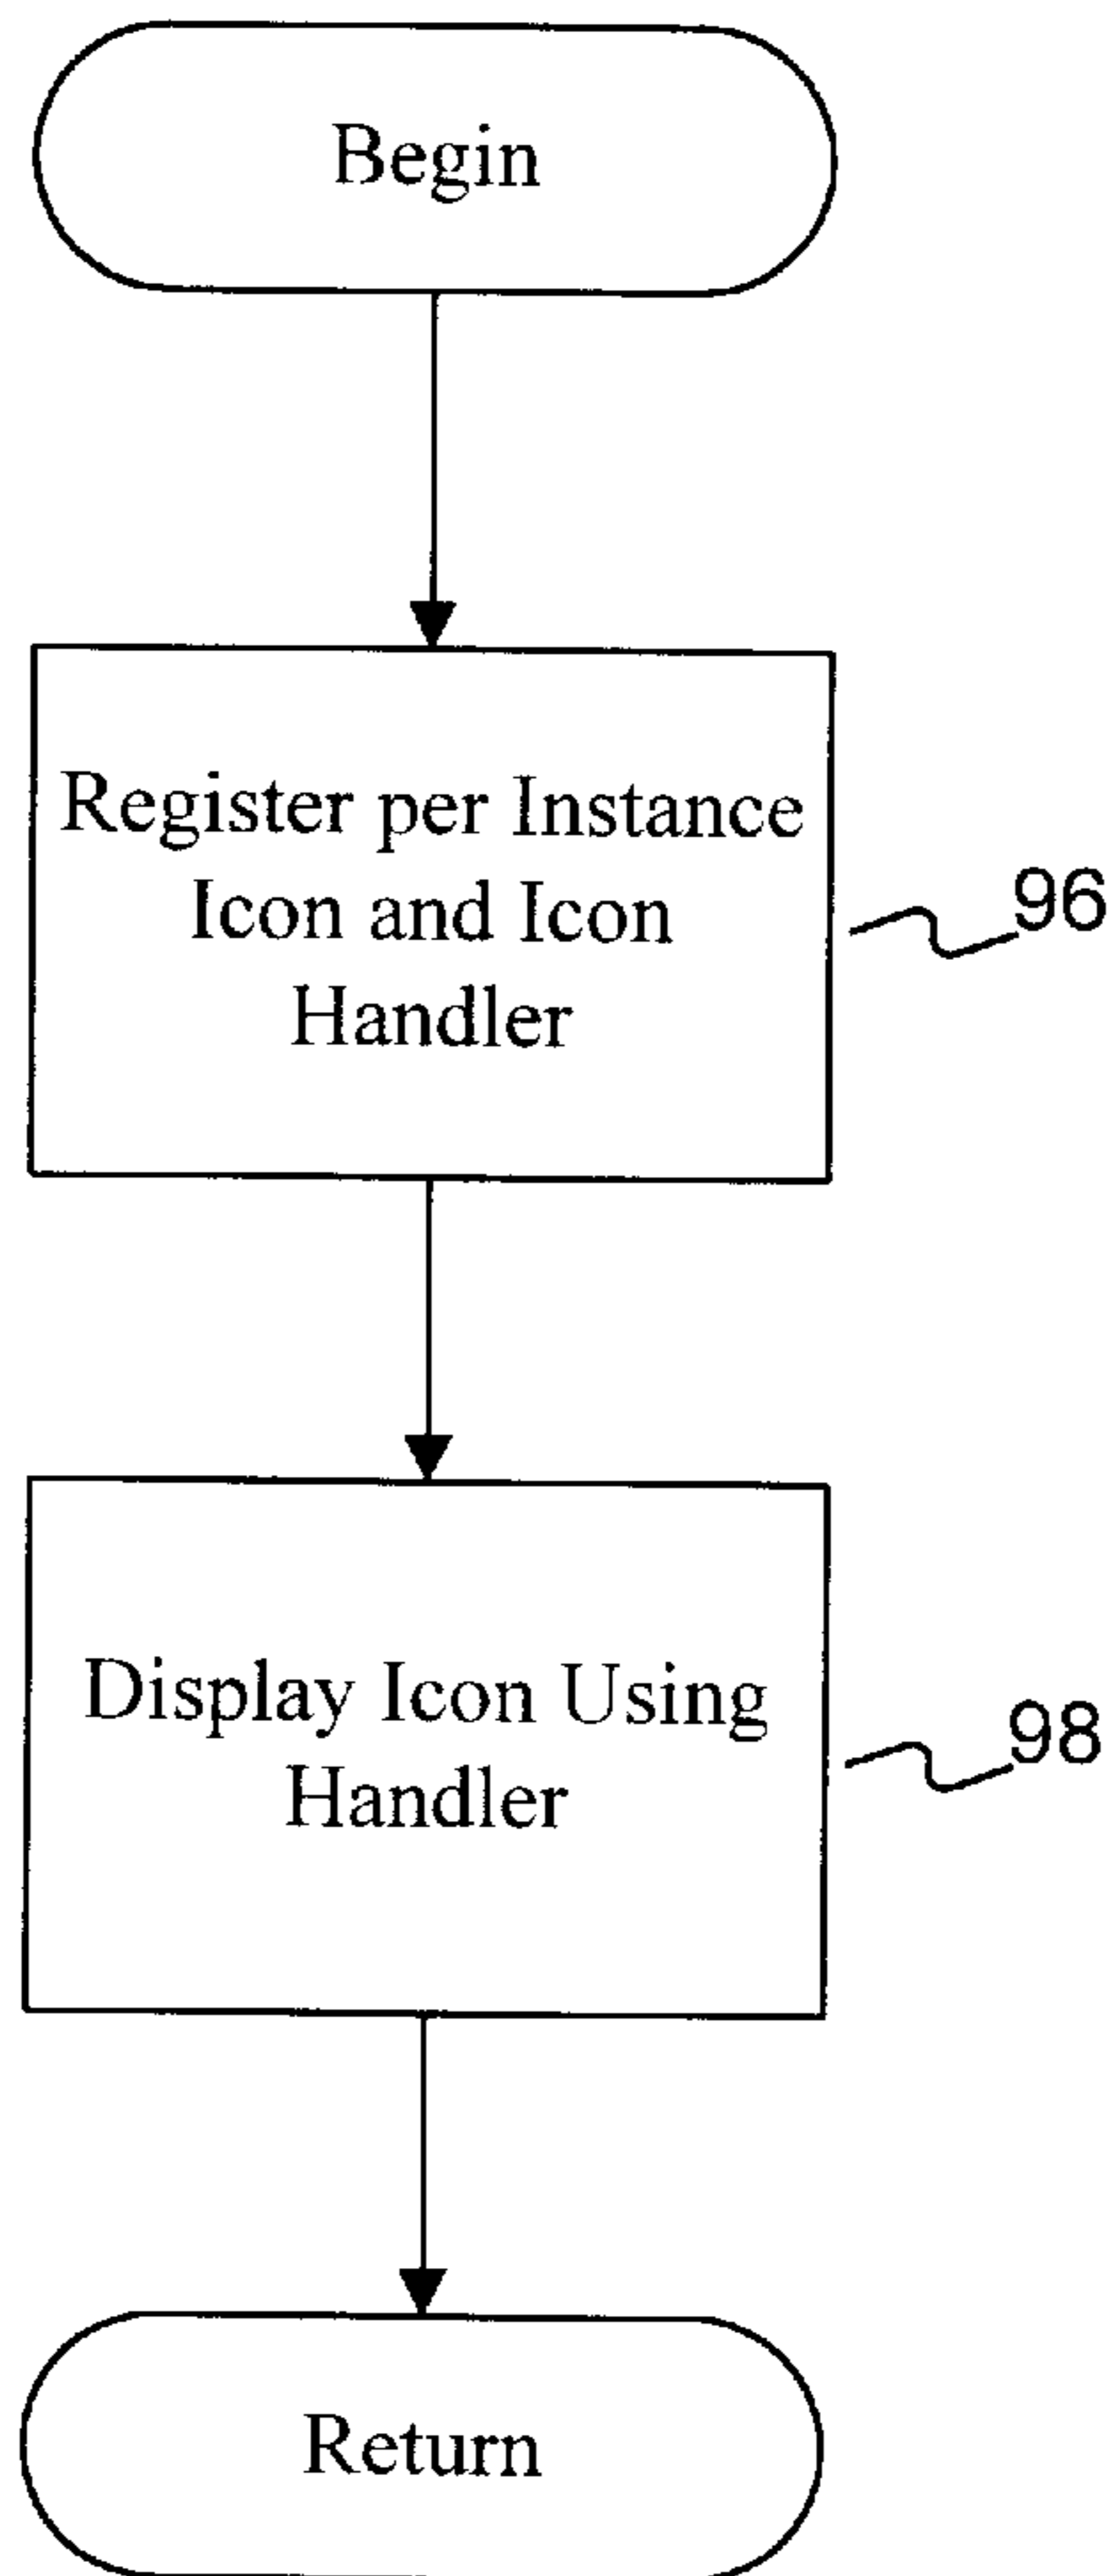 Begin
Register per Instance
Icon and Icon
Handler
96
Display Icon Using
Handler
98
Return